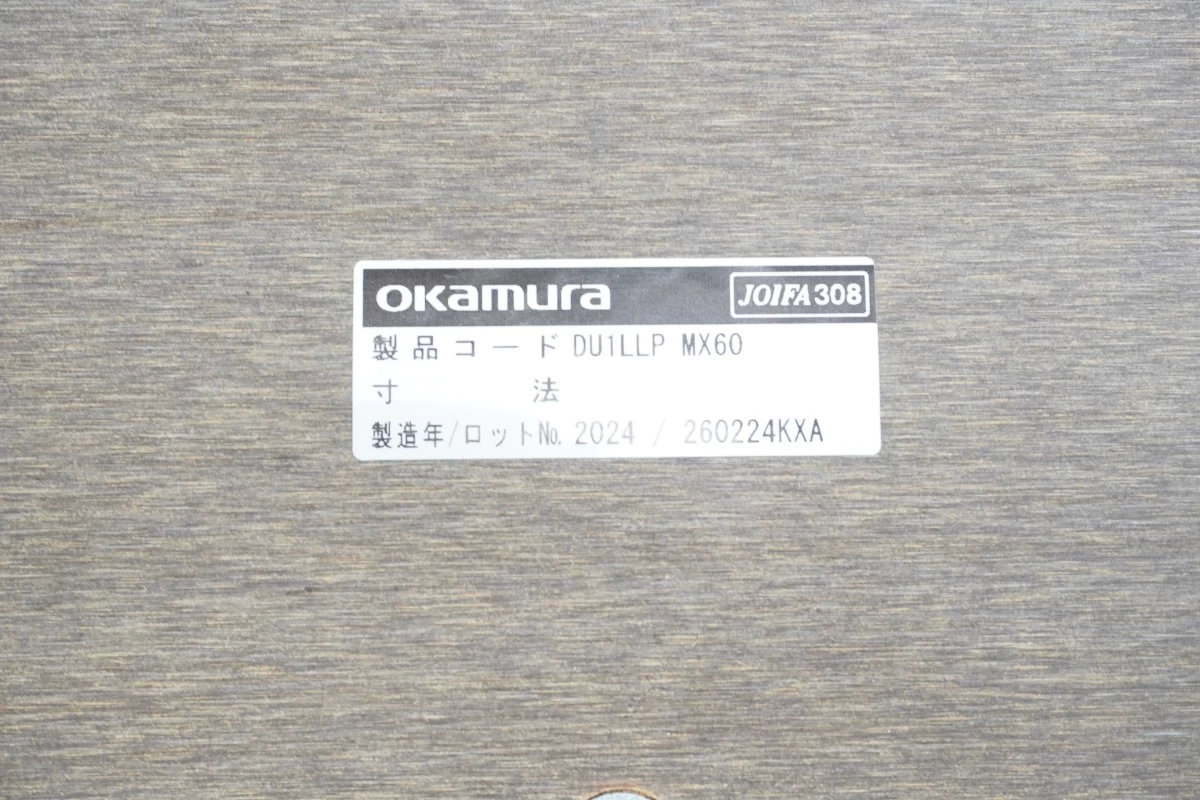 okamura JOIFA308
製品コード DU1LLP MX60
寸法
製造年/ロット№ 2024 / 260224KXA